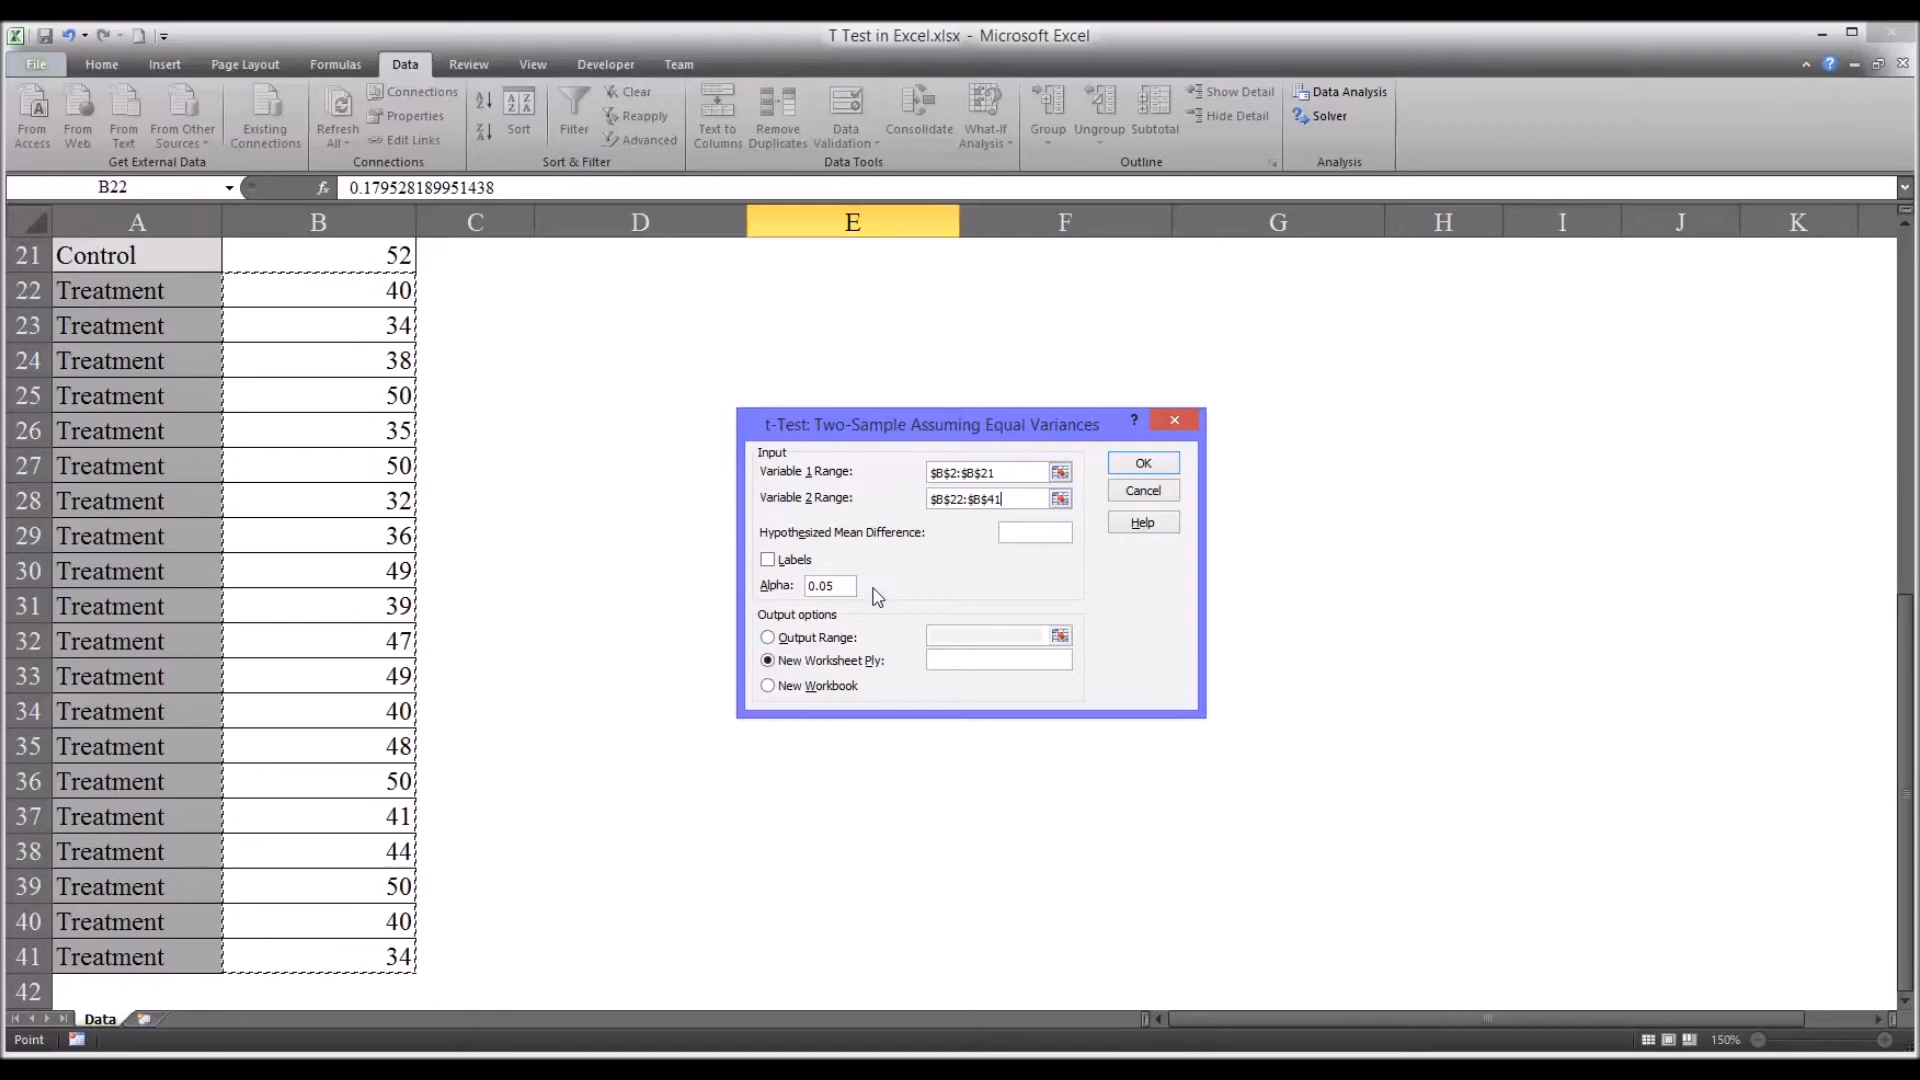 T Test in Excel.xlsx - Microsoft Excel
File Home Insert Page Layout Formulas Data Review View Developer Team
From Access
From Web
From Text
From Other Sources
Existing Connections
Refresh All
Connections
Properties
Edit Links
Sort
Filter
Clear
Reapply
Advanced
Text to Columns
Remove Duplicates
Data Validation
Consolidate
What-If Analysis
Group
Ungroup
Subtotal
Show Detail
Hide Detail
Data Analysis
Solver
Get External Data Connections Sort & Filter Data Tools Outline Analysis
B22 fx 0.179528189951438
A B C D E F G H I J K
21 Control 52
22 Treatment 40
23 Treatment 34
24 Treatment 38
25 Treatment 50
26 Treatment 35
27 Treatment 50
28 Treatment 32
29 Treatment 36
30 Treatment 49
31 Treatment 39
32 Treatment 47
33 Treatment 49
34 Treatment 40
35 Treatment 48
36 Treatment 50
37 Treatment 41
38 Treatment 44
39 Treatment 50
40 Treatment 40
41 Treatment 34
42
t-Test: Two-Sample Assuming Equal Variances ?
Input
Variable 1 Range: $B$2:$B$21
Variable 2 Range: $B$22:$B$41
Hypothesized Mean Difference:
Labels
Alpha: 0.05
Output options
Output Range:
New Worksheet Ply:
New Workbook
OK
Cancel
Help
Data
Point 150%